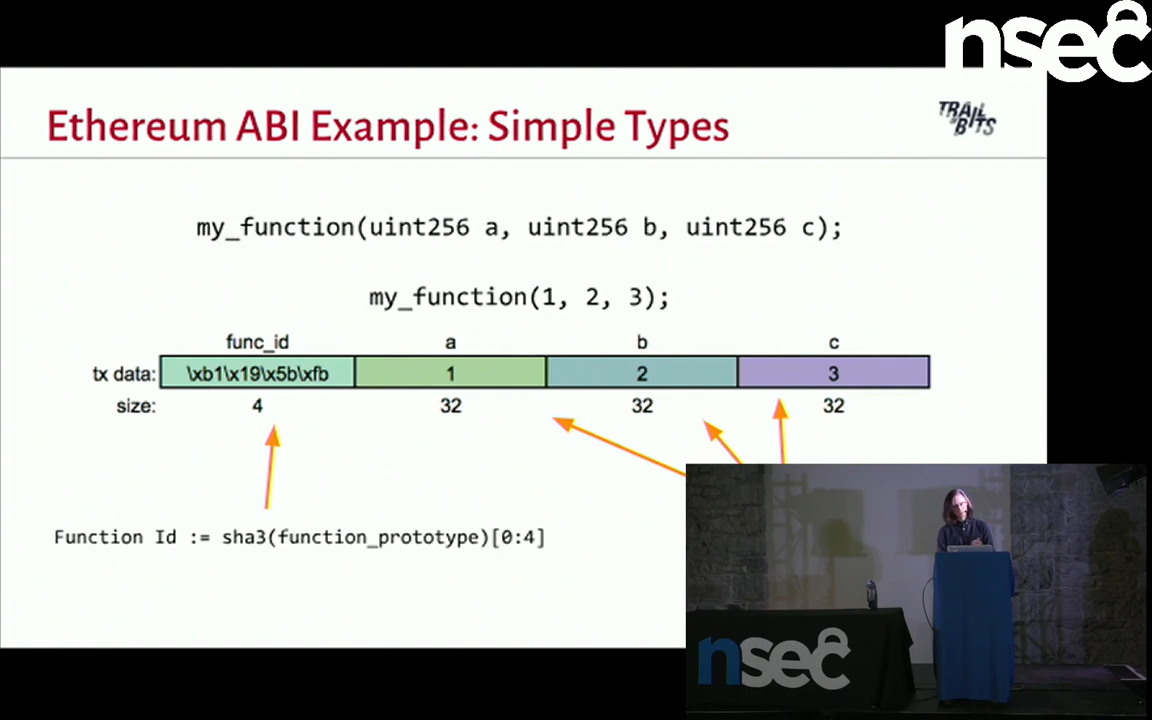 nsec
Ethereum ABI Example: Simple Types
TRAIL OF BITS
my_function(uint256 a, uint256 b, uint256 c);
my_function(1, 2, 3);
func_id a b c
tx data: \xb1\x19\x5b\xfb 1 2 3
size: 4 32 32 32
Function Id := sha3(function_prototype)[0:4]
nsec